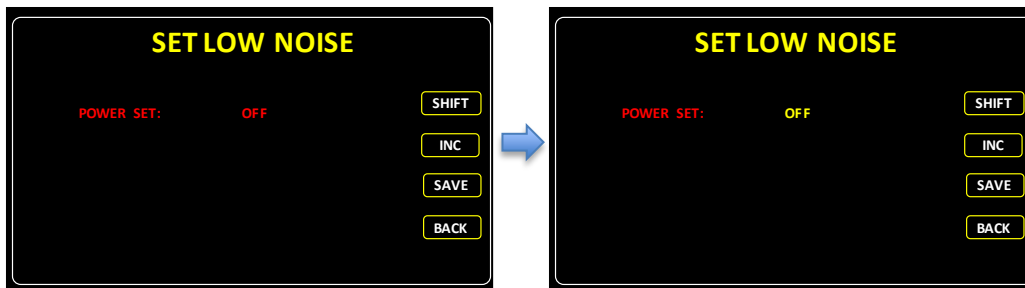 SET LOW NOISE
POWER SET: OFF
SHIFT
INC
SAVE
BACK
SET LOW NOISE
POWER SET: OFF
SHIFT
INC
SAVE
BACK